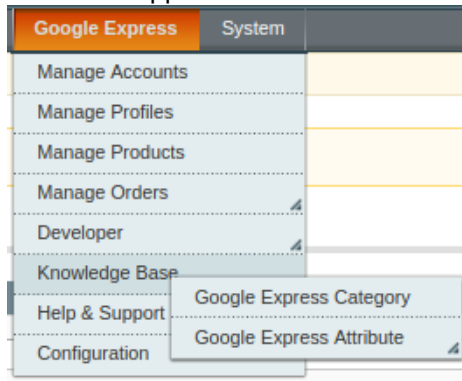 Google Express System
Manage Accounts
Manage Profiles
Manage Products
Manage Orders
Developer
Knowledge Base
Google Express Category
Help & Support
Google Express Attribute
Configuration